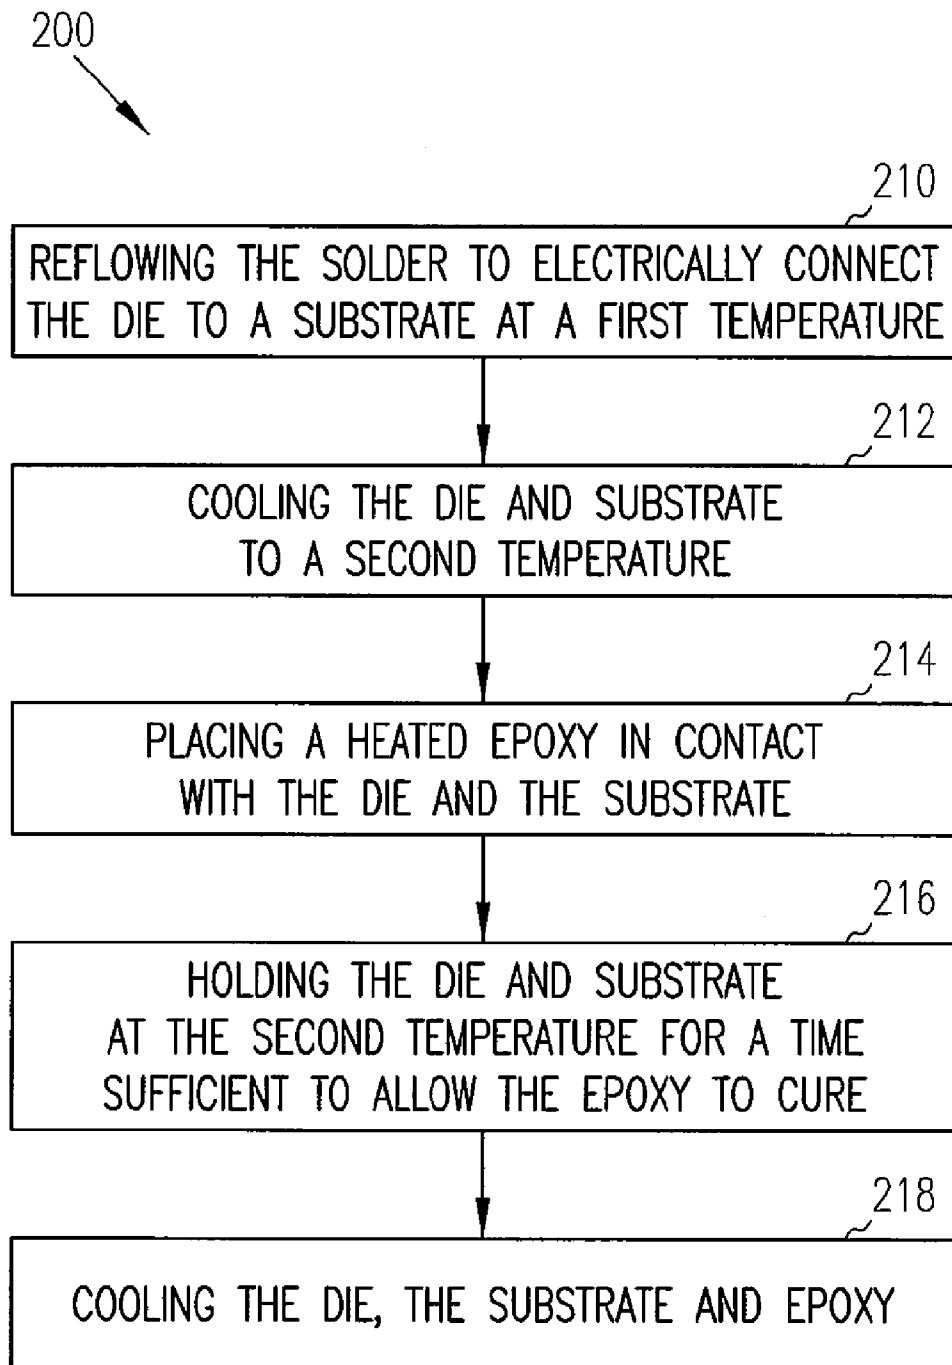 200
210
REFLOWING THE SOLDER TO ELECTRICALLY CONNECT
THE DIE TO A SUBSTRATE AT A FIRST TEMPERATURE
212
COOLING THE DIE AND SUBSTRATE
TO A SECOND TEMPERATURE
214
PLACING A HEATED EPOXY IN CONTACT
WITH THE DIE AND THE SUBSTRATE
216
HOLDING THE DIE AND SUBSTRATE
AT THE SECOND TEMPERATURE FOR A TIME
SUFFICIENT TO ALLOW THE EPOXY TO CURE
218
COOLING THE DIE, THE SUBSTRATE AND EPOXY